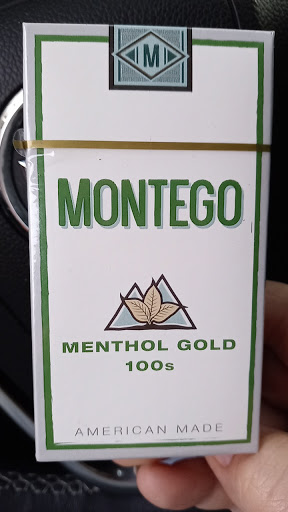 M
MONTEGO
MENTHOL GOLD
100s
AMERICAN MADE